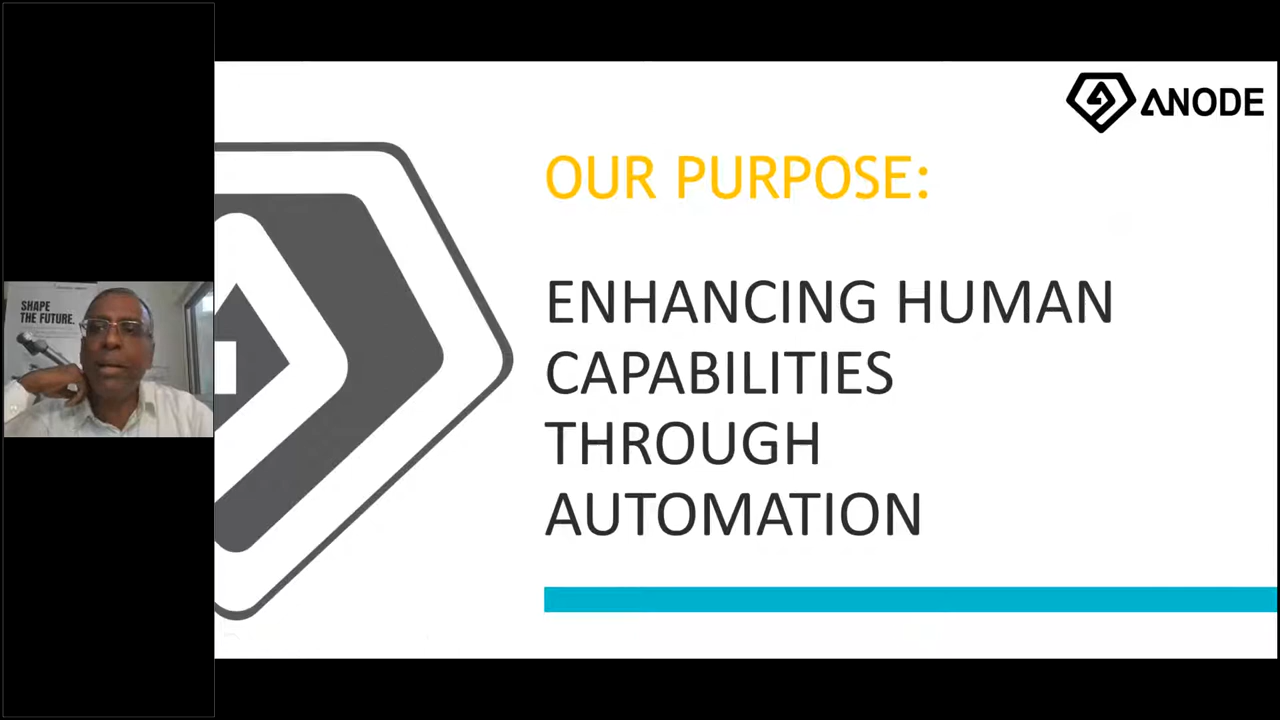 ANODE
OUR PURPOSE:
ENHANCING HUMAN
CAPABILITIES
THROUGH
AUTOMATION
SHAPE
THE FUTURE.